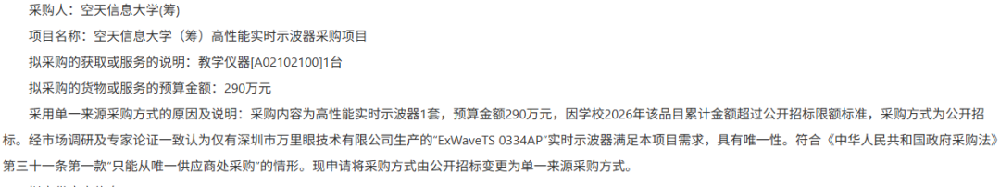 采购人：空天信息大学(筹)
项目名称：空天信息大学（筹）高性能实时示波器采购项目
拟采购的获取或服务的说明：教学仪器[A02102100]1台
拟采购的货物或服务的预算金额：290万元
采用单一来源采购方式的原因及说明：采购内容为高性能实时示波器1套，预算金额290万元，因学校2026年该品目累计金额超过公开招标限额标准，采购方式为公开招
标。经市场调研及专家论证一致认为仅有深圳市万里眼技术有限公司生产的“ExWaveTS 0334AP”实时示波器满足本项目需求，具有唯一性。符合《中华人民共和国政府采购法》
第三十一条第一款“只能从唯一供应商处采购”的情形。现申请将采购方式由公开招标变更为单一来源采购方式。